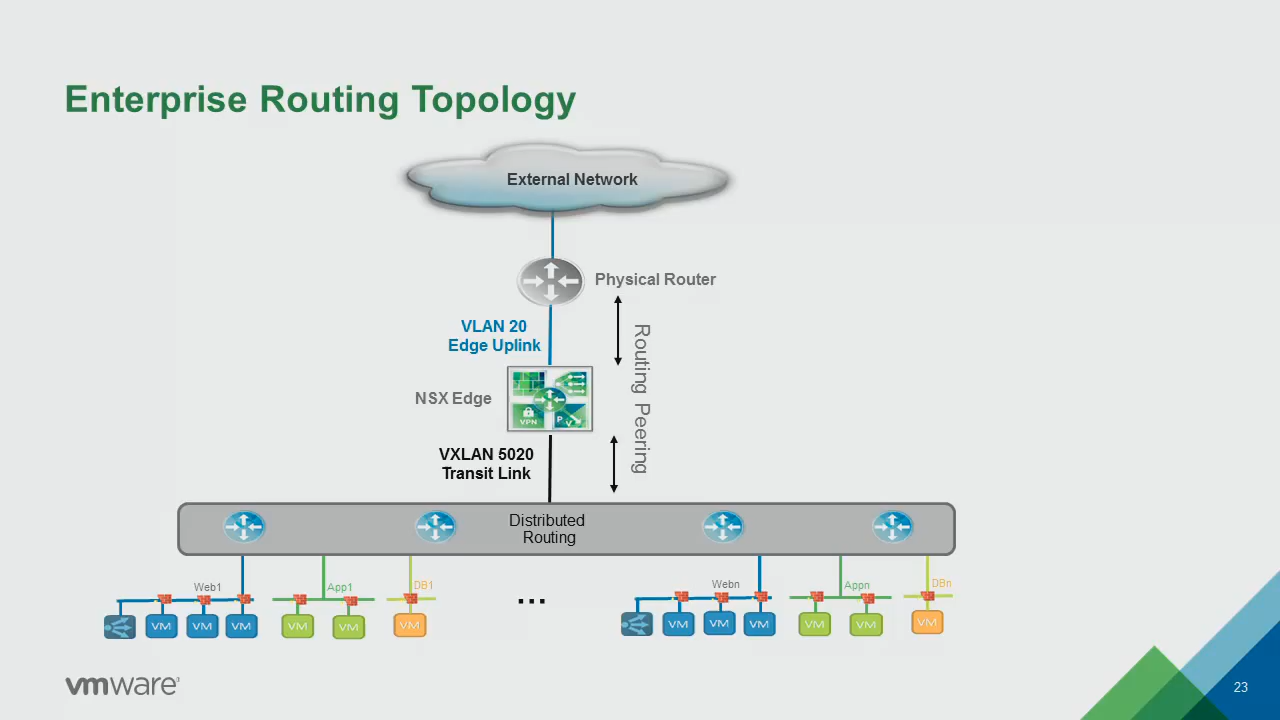 Enterprise Routing Topology
External Network
Physical Router
VLAN 20
Edge Uplink
Routing Peering
NSX Edge
VPN
VXLAN 5020
Transit Link
Distributed
Routing
Web1
App1
DB1
...
Webn
Appn
DBn
VM VM VM VM VM VM VM VM VM VM VM VM
vmware
23